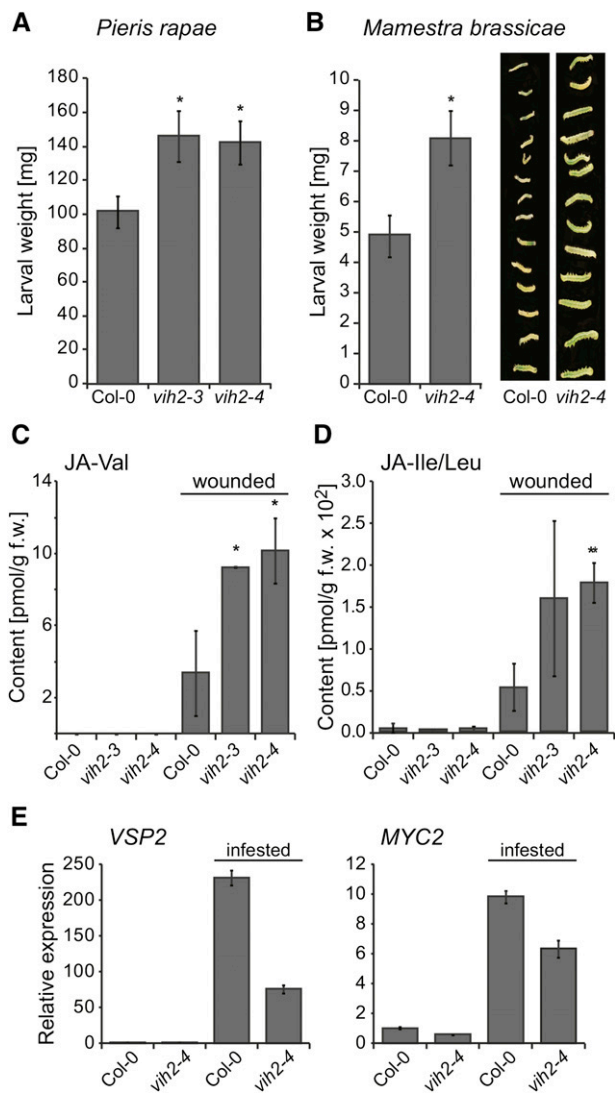 A Pieris rapae
Larval weight [mg]
180
160
140
120
100
80
60
40
20
0
* *
Col-0 vih2-3 vih2-4
B Mamestra brassicae
Larval weight [mg]
10
9
8
7
6
5
4
3
2
1
0
*
Col-0 vih2-4
Col-0 vih2-4
C JA-Val
wounded
Content [pmol/g f.w.]
14
10
6
2
* *
Col-0 vih2-3 vih2-4 Col-0 vih2-3 vih2-4
D JA-Ile/Leu
wounded
Content [pmol/g f.w. x 10²]
3.0
2.5
2.0
1.5
1.0
0.5
0.0
**
Col-0 vih2-3 vih2-4 Col-0 vih2-3 vih2-4
E VSP2
infested
Relative expression
250
200
150
100
50
0
Col-0 vih2-4 Col-0 vih2-4
MYC2
infested
12
10
8
6
4
2
0
Col-0 vih2-4 Col-0 vih2-4